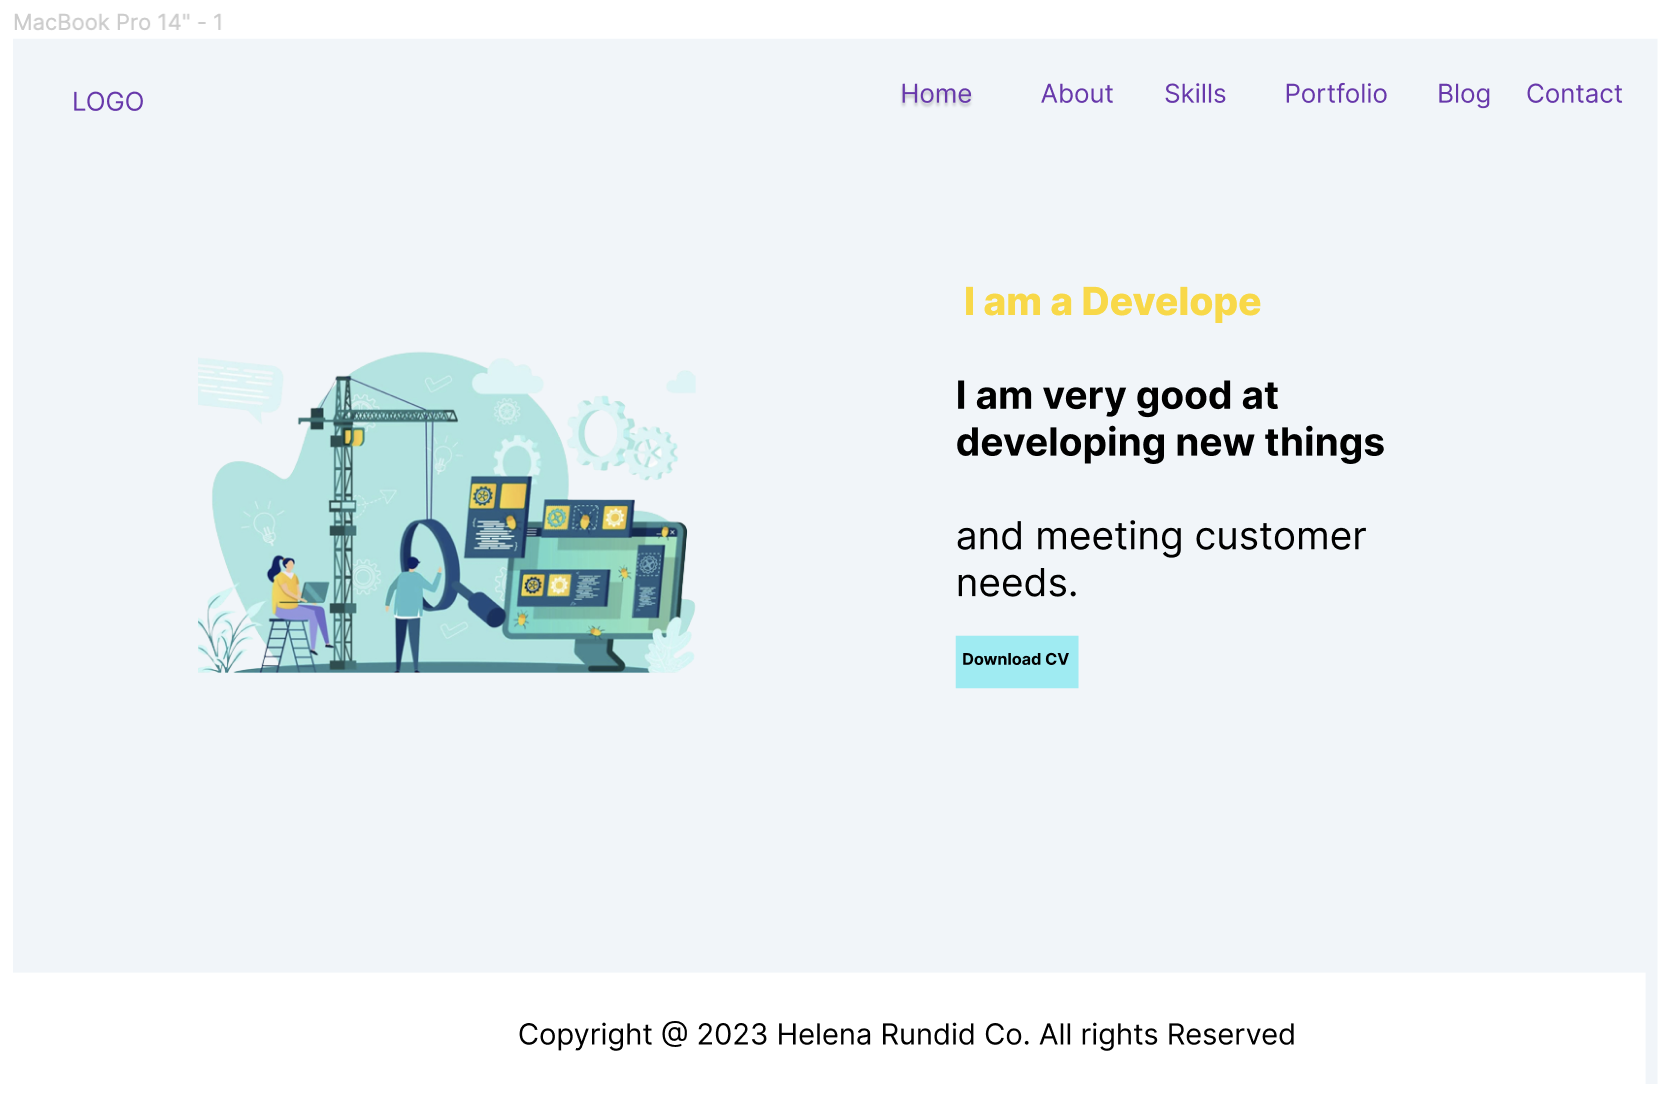 MacBook Pro 14" - 1
LOGO
Home About Skills Portfolio Blog Contact
I am a Develope
I am very good at
developing new things
and meeting customer
needs.
Download CV
Copyright @ 2023 Helena Rundid Co. All rights Reserved